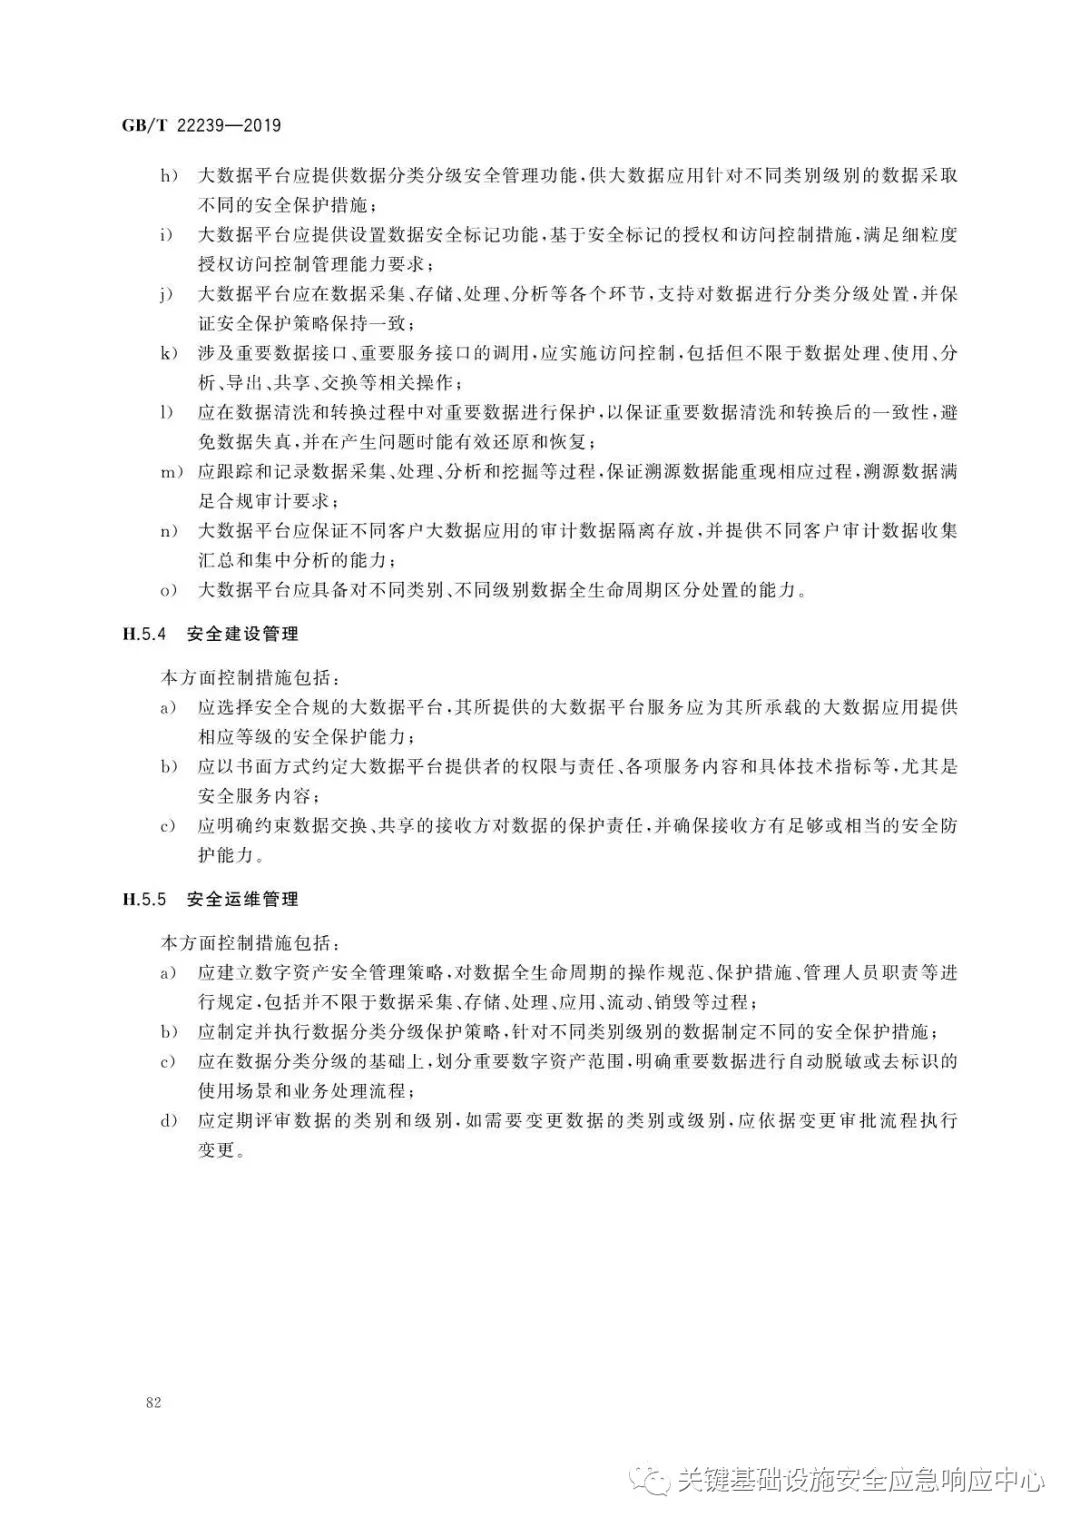 GB/T 22239—2019
h) 大数据平台应提供数据分类分级安全管理功能,供大数据应用针对不同类别级别的数据采取
不同的安全保护措施;
i) 大数据平台应提供设置数据安全标记功能,基于安全标记的授权和访问控制措施,满足细粒度
授权访问控制管理能力要求;
j) 大数据平台应在数据采集、存储、处理、分析等各个环节,支持对数据进行分类分级处置,并保
证安全保护策略保持一致;
k) 涉及重要数据接口、重要服务接口的调用,应实施访问控制,包括但不限于数据处理、使用、分
析、导出、共享、交换等相关操作;
l) 应在数据清洗和转换过程中对重要数据进行保护,以保证重要数据清洗和转换后的一致性,避
免数据失真,并在产生问题时能有效还原和恢复;
m) 应跟踪和记录数据采集、处理、分析和挖掘等过程,保证溯源数据能重现相应过程,溯源数据满
足合规审计要求;
n) 大数据平台应保证不同客户大数据应用的审计数据隔离存放,并提供不同客户审计数据收集
汇总和集中分析的能力;
o) 大数据平台应具备对不同类别、不同级别数据全生命周期区分处置的能力。
H.5.4 安全建设管理
本方面控制措施包括:
a) 应选择安全合规的大数据平台,其所提供的大数据平台服务应为其所承载的大数据应用提供
相应等级的安全保护能力;
b) 应以书面方式约定大数据平台提供者的权限与责任、各项服务内容和具体技术指标等,尤其是
安全服务内容;
c) 应明确约束数据交换、共享的接收方对数据的保护责任,并确保接收方有足够或相当的安全防
护能力。
H.5.5 安全运维管理
本方面控制措施包括:
a) 应建立数字资产安全管理策略,对数据全生命周期的操作规范、保护措施、管理人员职责等进
行规定,包括并不限于数据采集、存储、处理、应用、流动、销毁等过程;
b) 应制定并执行数据分类分级保护策略,针对不同类别级别的数据制定不同的安全保护措施;
c) 应在数据分类分级的基础上,划分重要数字资产范围,明确重要数据进行自动脱敏或去标识的
使用场景和业务处理流程;
d) 应定期评审数据的类别和级别,如需要变更数据的类别或级别,应依据变更审批流程执行
变更。
82
关键基础设施安全应急响应中心